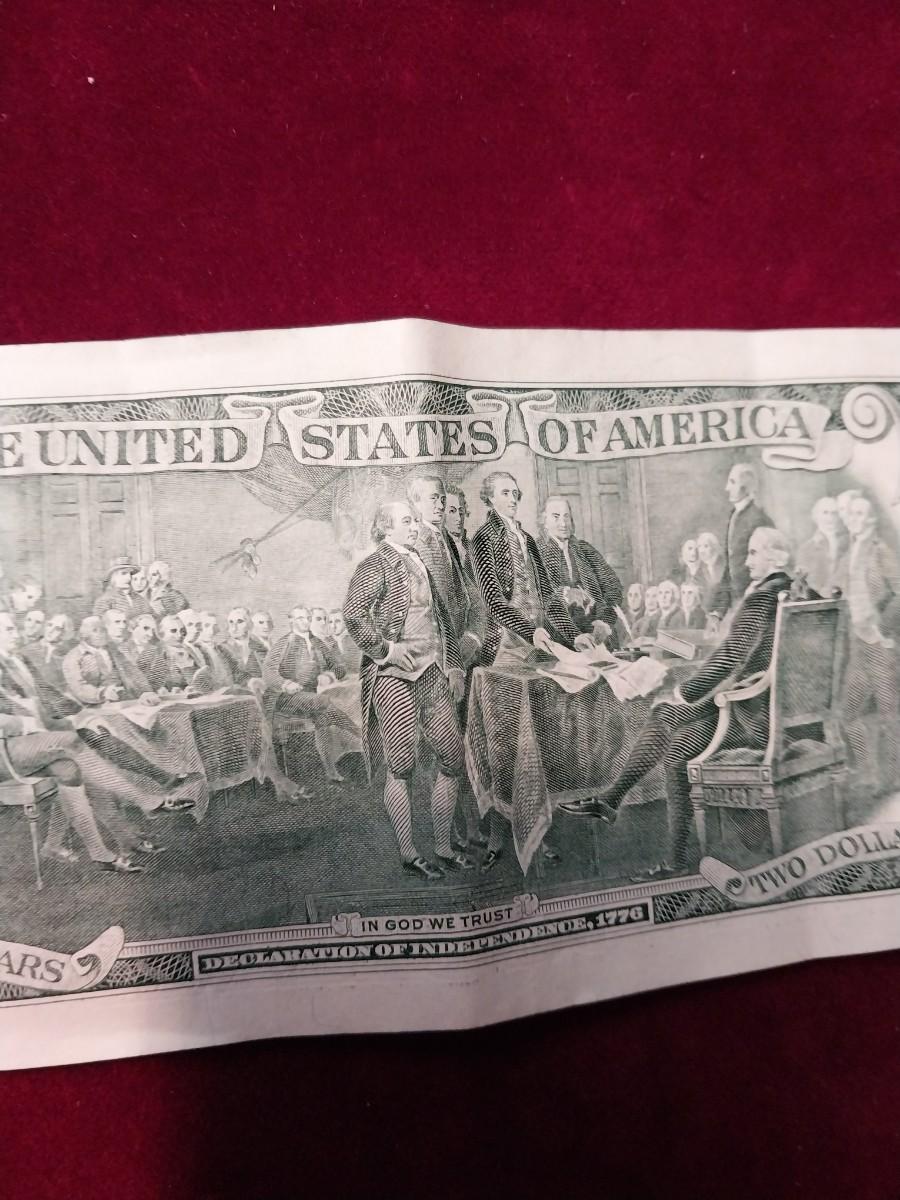 E UNITED STATES OF AMERICA
TWO DOLLA
IN GOD WE TRUST
ARS
DECLARATION OF INDEPENDENCE, 1776